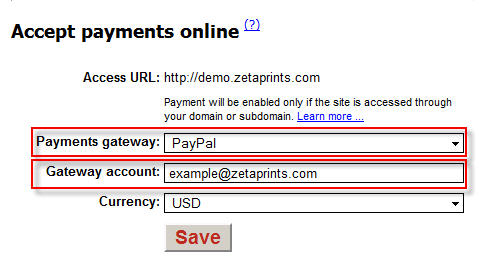 Accept payments online (?)
Access URL: http://demo.zetaprints.com
Payment will be enabled only if the site is accessed through
your domain or subdomain. Learn more ...
Payments gateway: PayPal
Gateway account: example@zetaprints.com
Currency: USD
Save